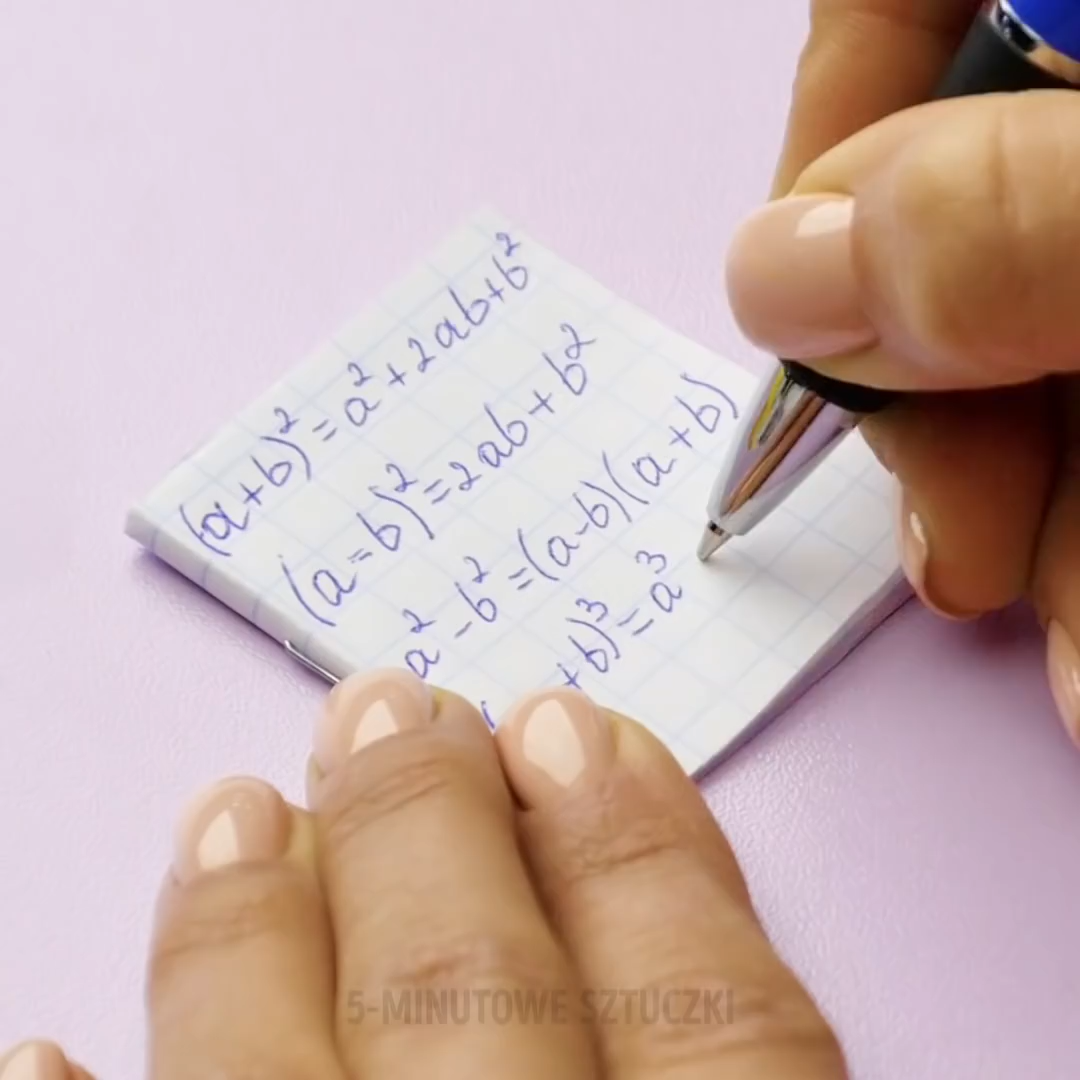 (a+b)²=a²+2ab+b²
(a=b)²=2ab+b²
a²-b²=(a-b)(a+b)
+b)³=a³
5-MINUTOWE SZTUCZKI